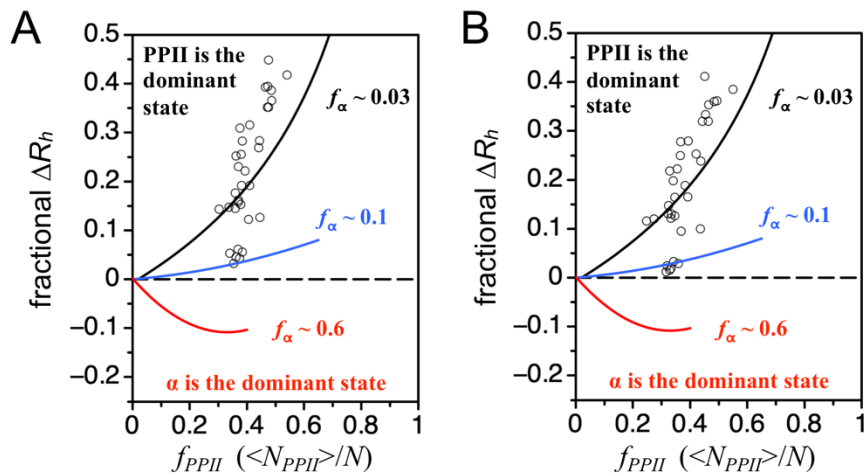 A
0.5
0.4
0.3
0.2
0.1
0
−0.1
−0.2
fractional ΔRh
PPII is the
dominant
state
fα ~ 0.03
fα ~ 0.1
fα ~ 0.6
α is the dominant state
0 0.2 0.4 0.6 0.8 1
fPPII (<NPPII>/N)
B
0.5
0.4
0.3
0.2
0.1
0
−0.1
−0.2
fractional ΔRh
PPII is the
dominant
state
fα ~ 0.03
fα ~ 0.1
fα ~ 0.6
α is the dominant state
0 0.2 0.4 0.6 0.8 1
fPPII (<NPPII>/N)